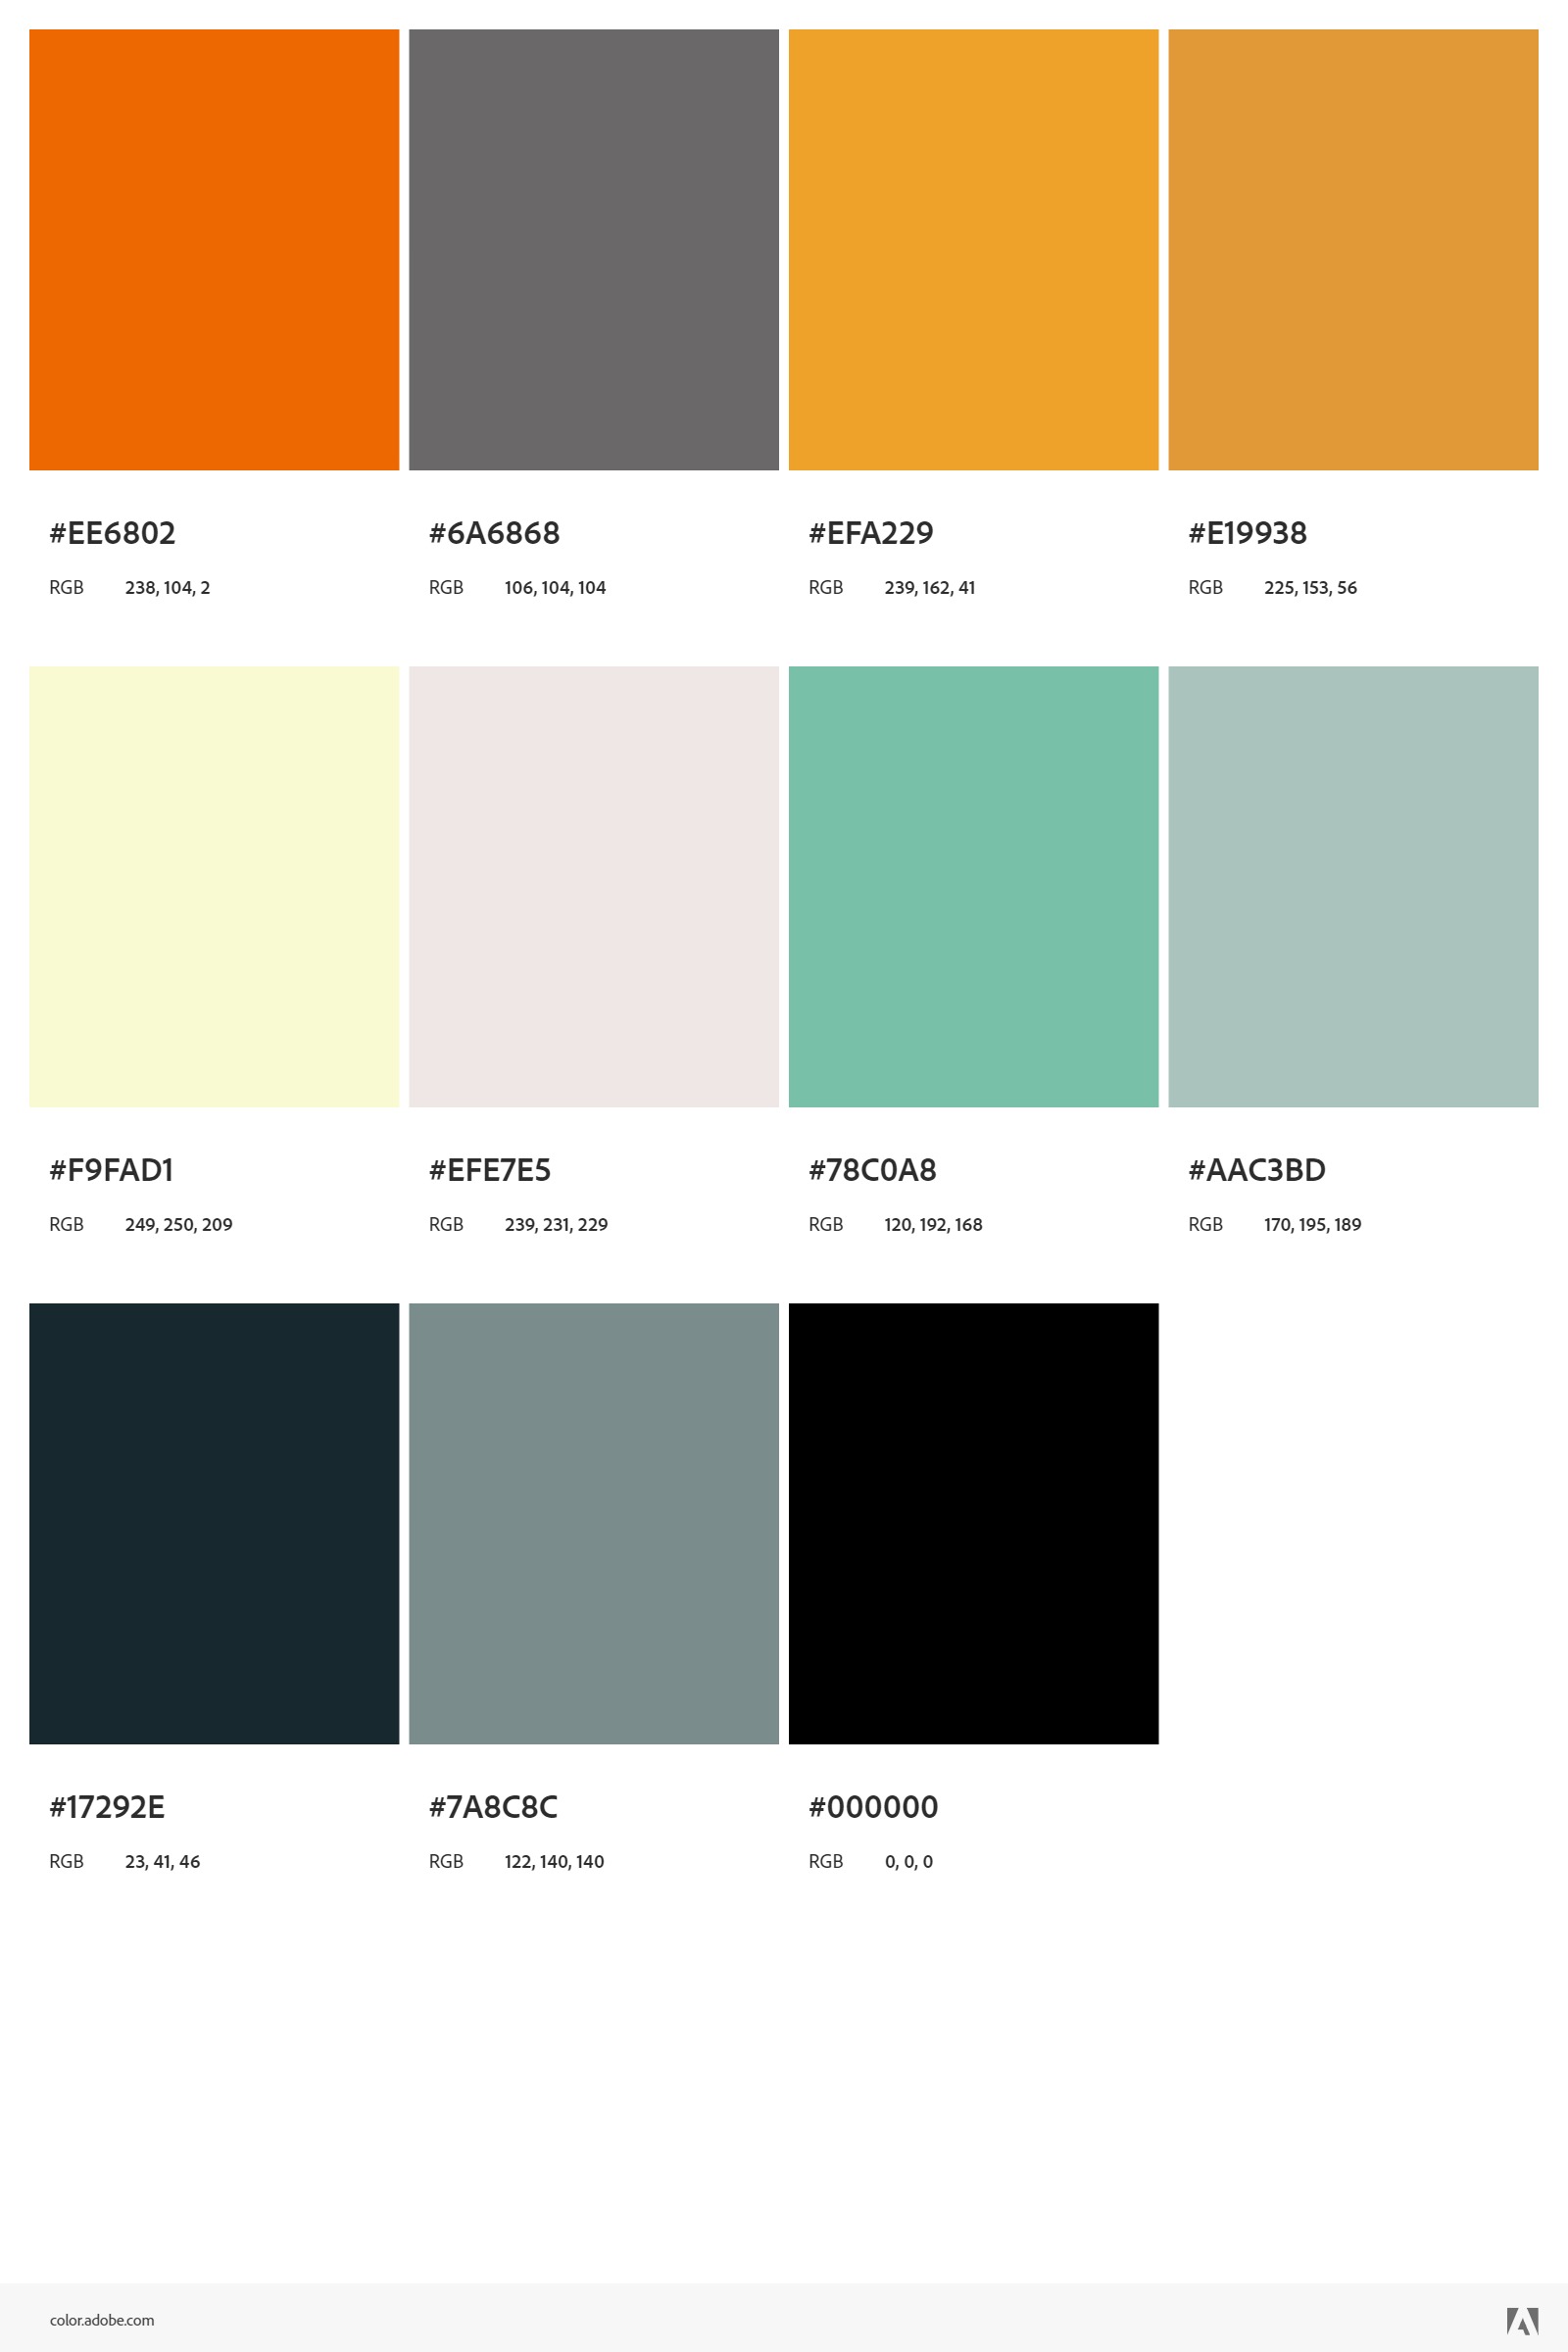 #EE6802 #6A6868 #EFA229 #E19938
RGB 238, 104, 2 RGB 106, 104, 104 RGB 239, 162, 41 RGB 225, 153, 56
#F9FAD1 #EFE7E5 #78C0A8 #AAC3BD
RGB 249, 250, 209 RGB 239, 231, 229 RGB 120, 192, 168 RGB 170, 195, 189
#17292E #7A8C8C #000000
RGB 23, 41, 46 RGB 122, 140, 140 RGB 0, 0, 0
color.adobe.com